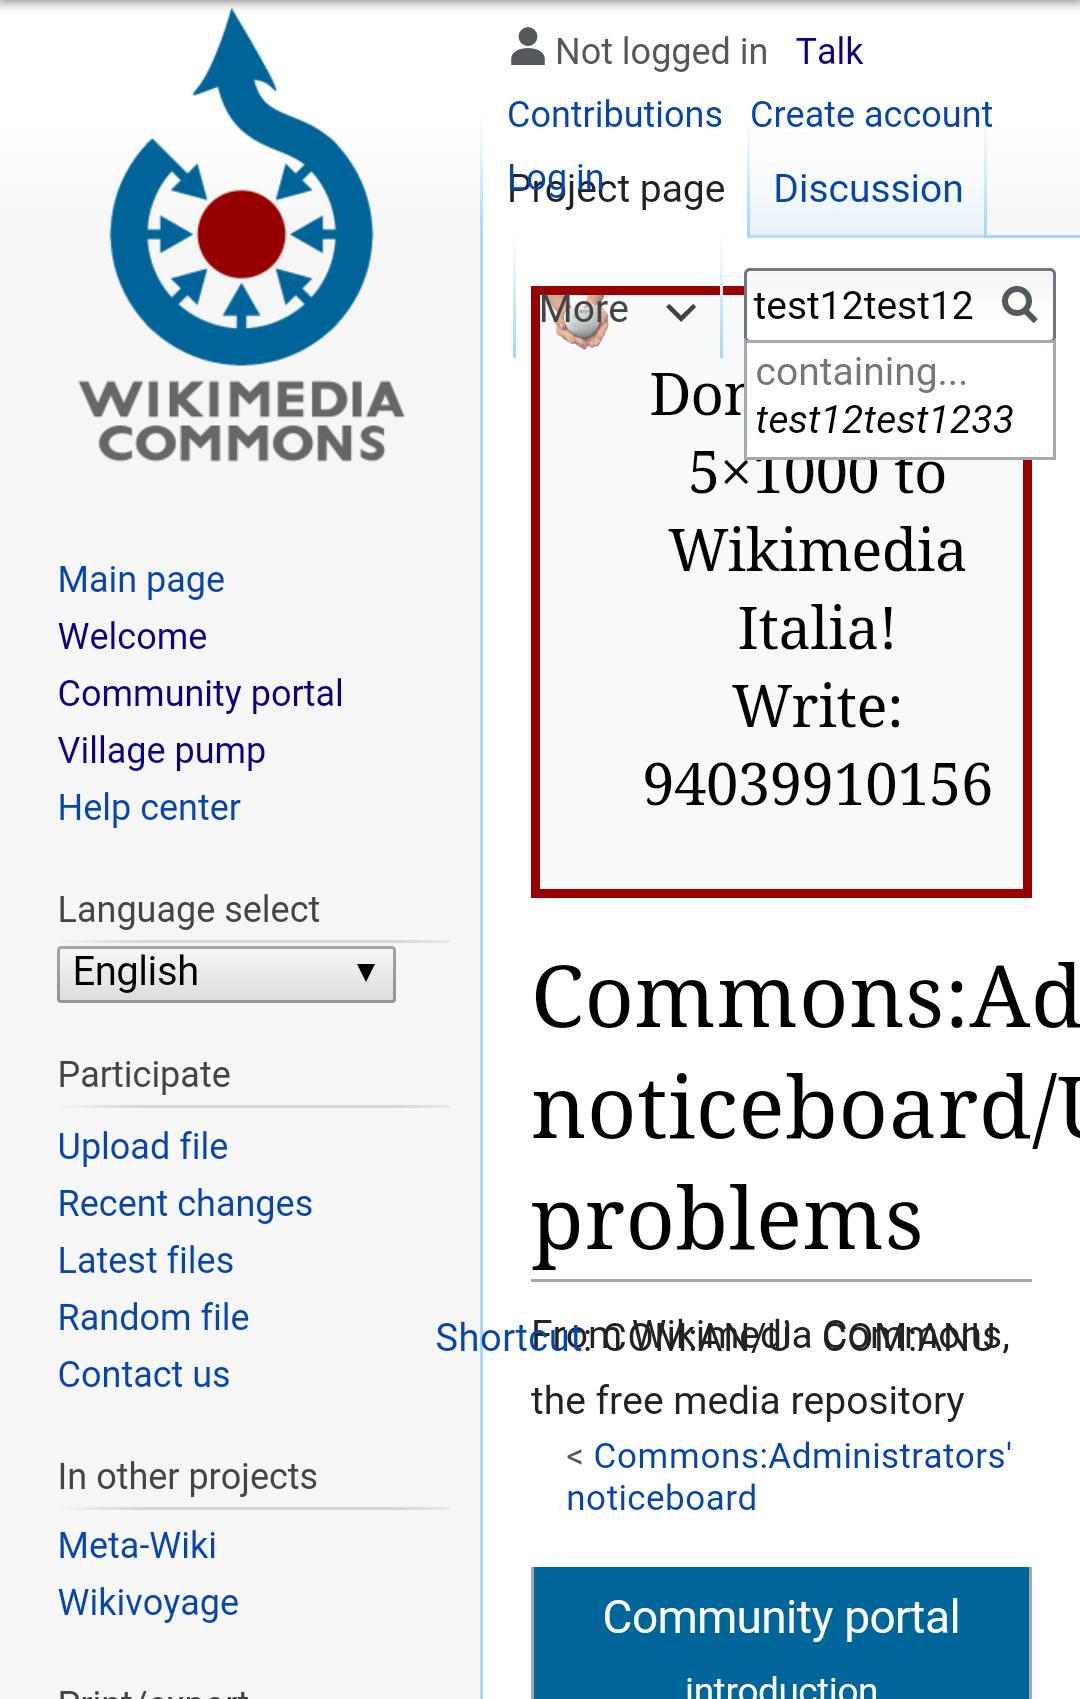 WIKIMEDIA
COMMONS
Main page
Welcome
Community portal
Village pump
Help center
Language select
English
Participate
Upload file
Recent changes
Latest files
Random file
Contact us
In other projects
Meta-Wiki
Wikivoyage
Print/export
Not logged in Talk
Contributions Create account
Log in
Project page Discussion
More
test12test12
containing...
test12test1233
5×1000 to
Wikimedia
Italia!
Write:
94039910156
Commons:Ad
noticeboard/U
problems
Shortcut: COM:AN/U COM:ANU
From Wikimedia Commons,
the free media repository
< Commons:Administrators'
noticeboard
Community portal
introduction